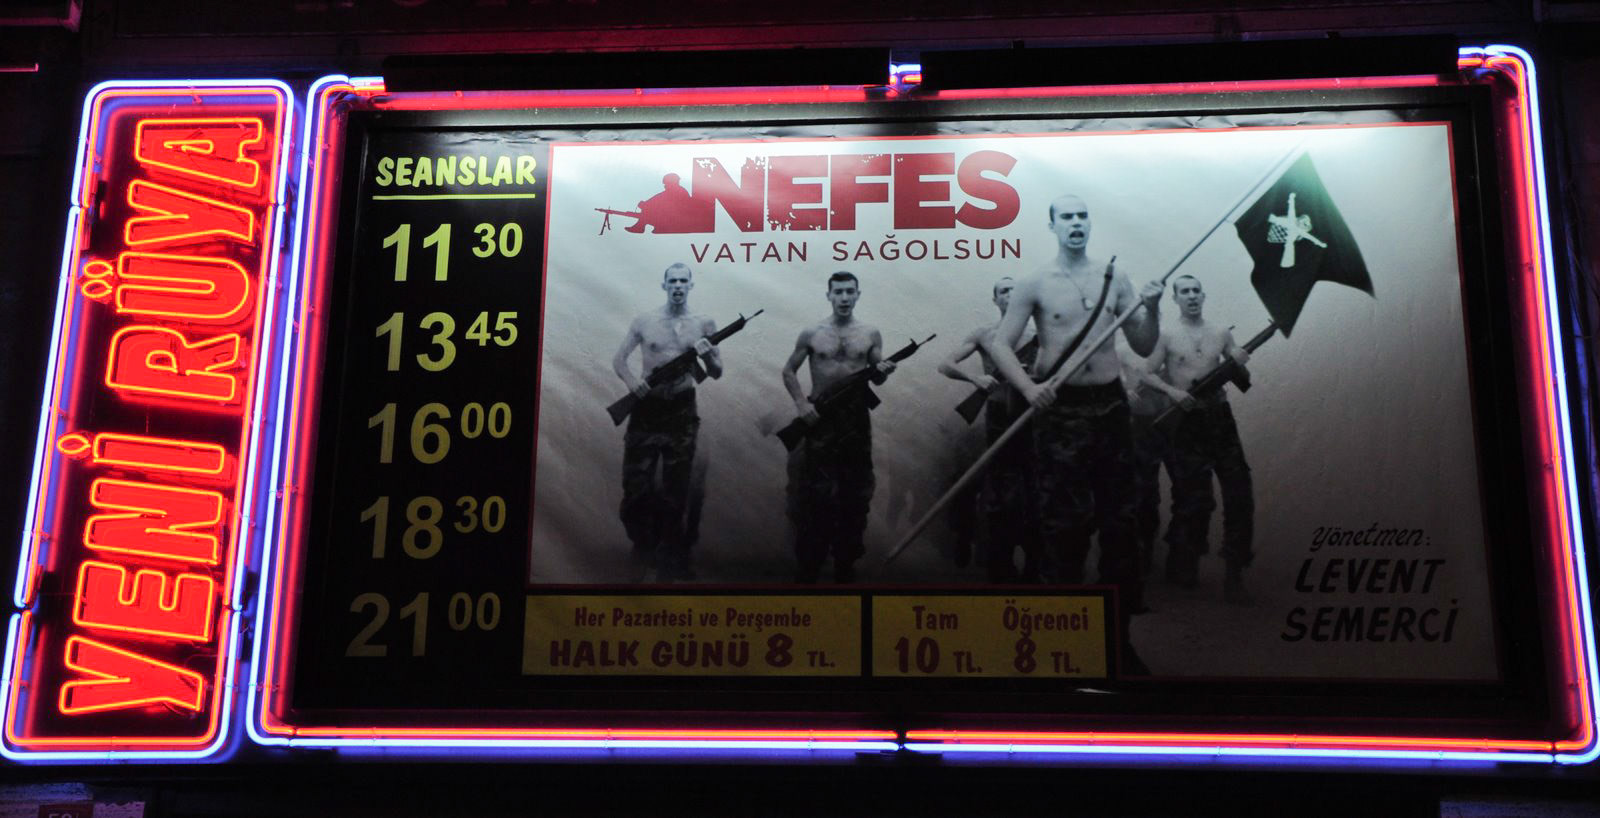 YENİ RÜYA
SEANSLAR
11 30
13 45
16 00
18 30
21 00
NEFES
VATAN SAĞOLSUN
Yönetmen:
LEVENT
SEMERCİ
Her Pazartesi ve Perşembe
HALK GÜNÜ 8 TL.
Tam Öğrenci
10 TL. 8 TL.